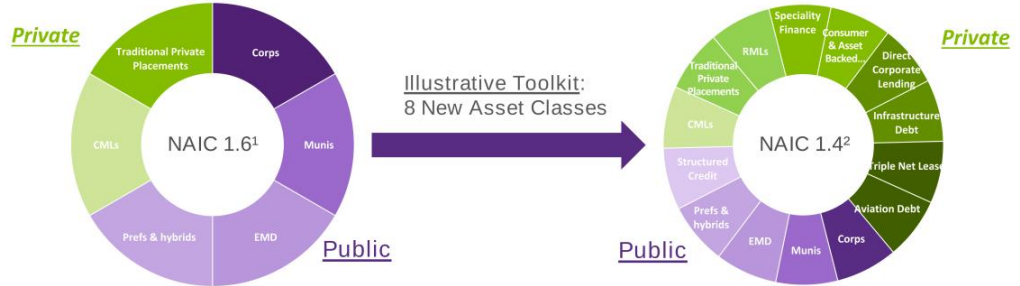 Private
Traditional Private
Placements
Corps
CMLs
NAIC 1.6¹
Munis
Prefs & hybrids
EMD
Public
Illustrative Toolkit:
8 New Asset Classes
Private
Speciality
Finance
Consumer
& Asset
Backed...
RMLs
Direct
Corporate
Lending
Traditional
Private
Placements
Infrastructure
Debt
CMLs
NAIC 1.4²
Structured
Credit
Triple Net Lease
Prefs &
hybrids
Aviation Debt
EMD
Munis
Corps
Public